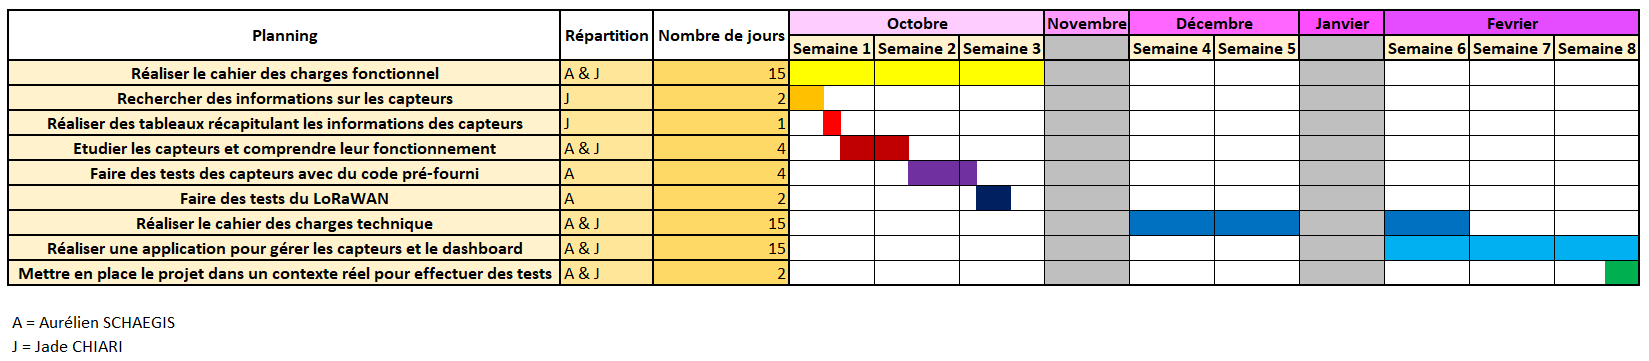 Planning Répartition Nombre de jours Octobre Novembre Décembre Janvier Fevrier
Semaine 1 Semaine 2 Semaine 3 Semaine 4 Semaine 5 Semaine 6 Semaine 7 Semaine 8
Réaliser le cahier des charges fonctionnel A & J 15
Rechercher des informations sur les capteurs J 2
Réaliser des tableaux récapitulant les informations des capteurs J 1
Etudier les capteurs et comprendre leur fonctionnement A & J 4
Faire des tests des capteurs avec du code pré-fourni A 4
Faire des tests du LoRaWAN A 2
Réaliser le cahier des charges technique A & J 15
Réaliser une application pour gérer les capteurs et le dashboard A & J 15
Mettre en place le projet dans un contexte réel pour effectuer des tests A & J 2
A = Aurélien SCHAEGIS
J = Jade CHIARI